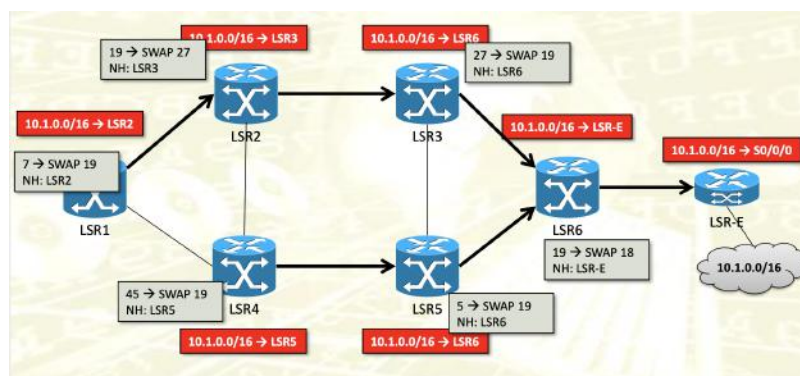 10.1.0.0/16 → LSR3
10.1.0.0/16 → LSR6
19 → SWAP 27
NH: LSR3
27 → SWAP 19
NH: LSR6
LSR2
LSR3
10.1.0.0/16 → LSR2
10.1.0.0/16 → LSR-E
10.1.0.0/16 → S0/0/0
7 → SWAP 19
NH: LSR2
LSR1
LSR6
LSR-E
19 → SWAP 18
NH: LSR-E
10.1.0.0/16
45 → SWAP 19
NH: LSR5
LSR4
LSR5
5 → SWAP 19
NH: LSR6
10.1.0.0/16 → LSR5
10.1.0.0/16 → LSR6